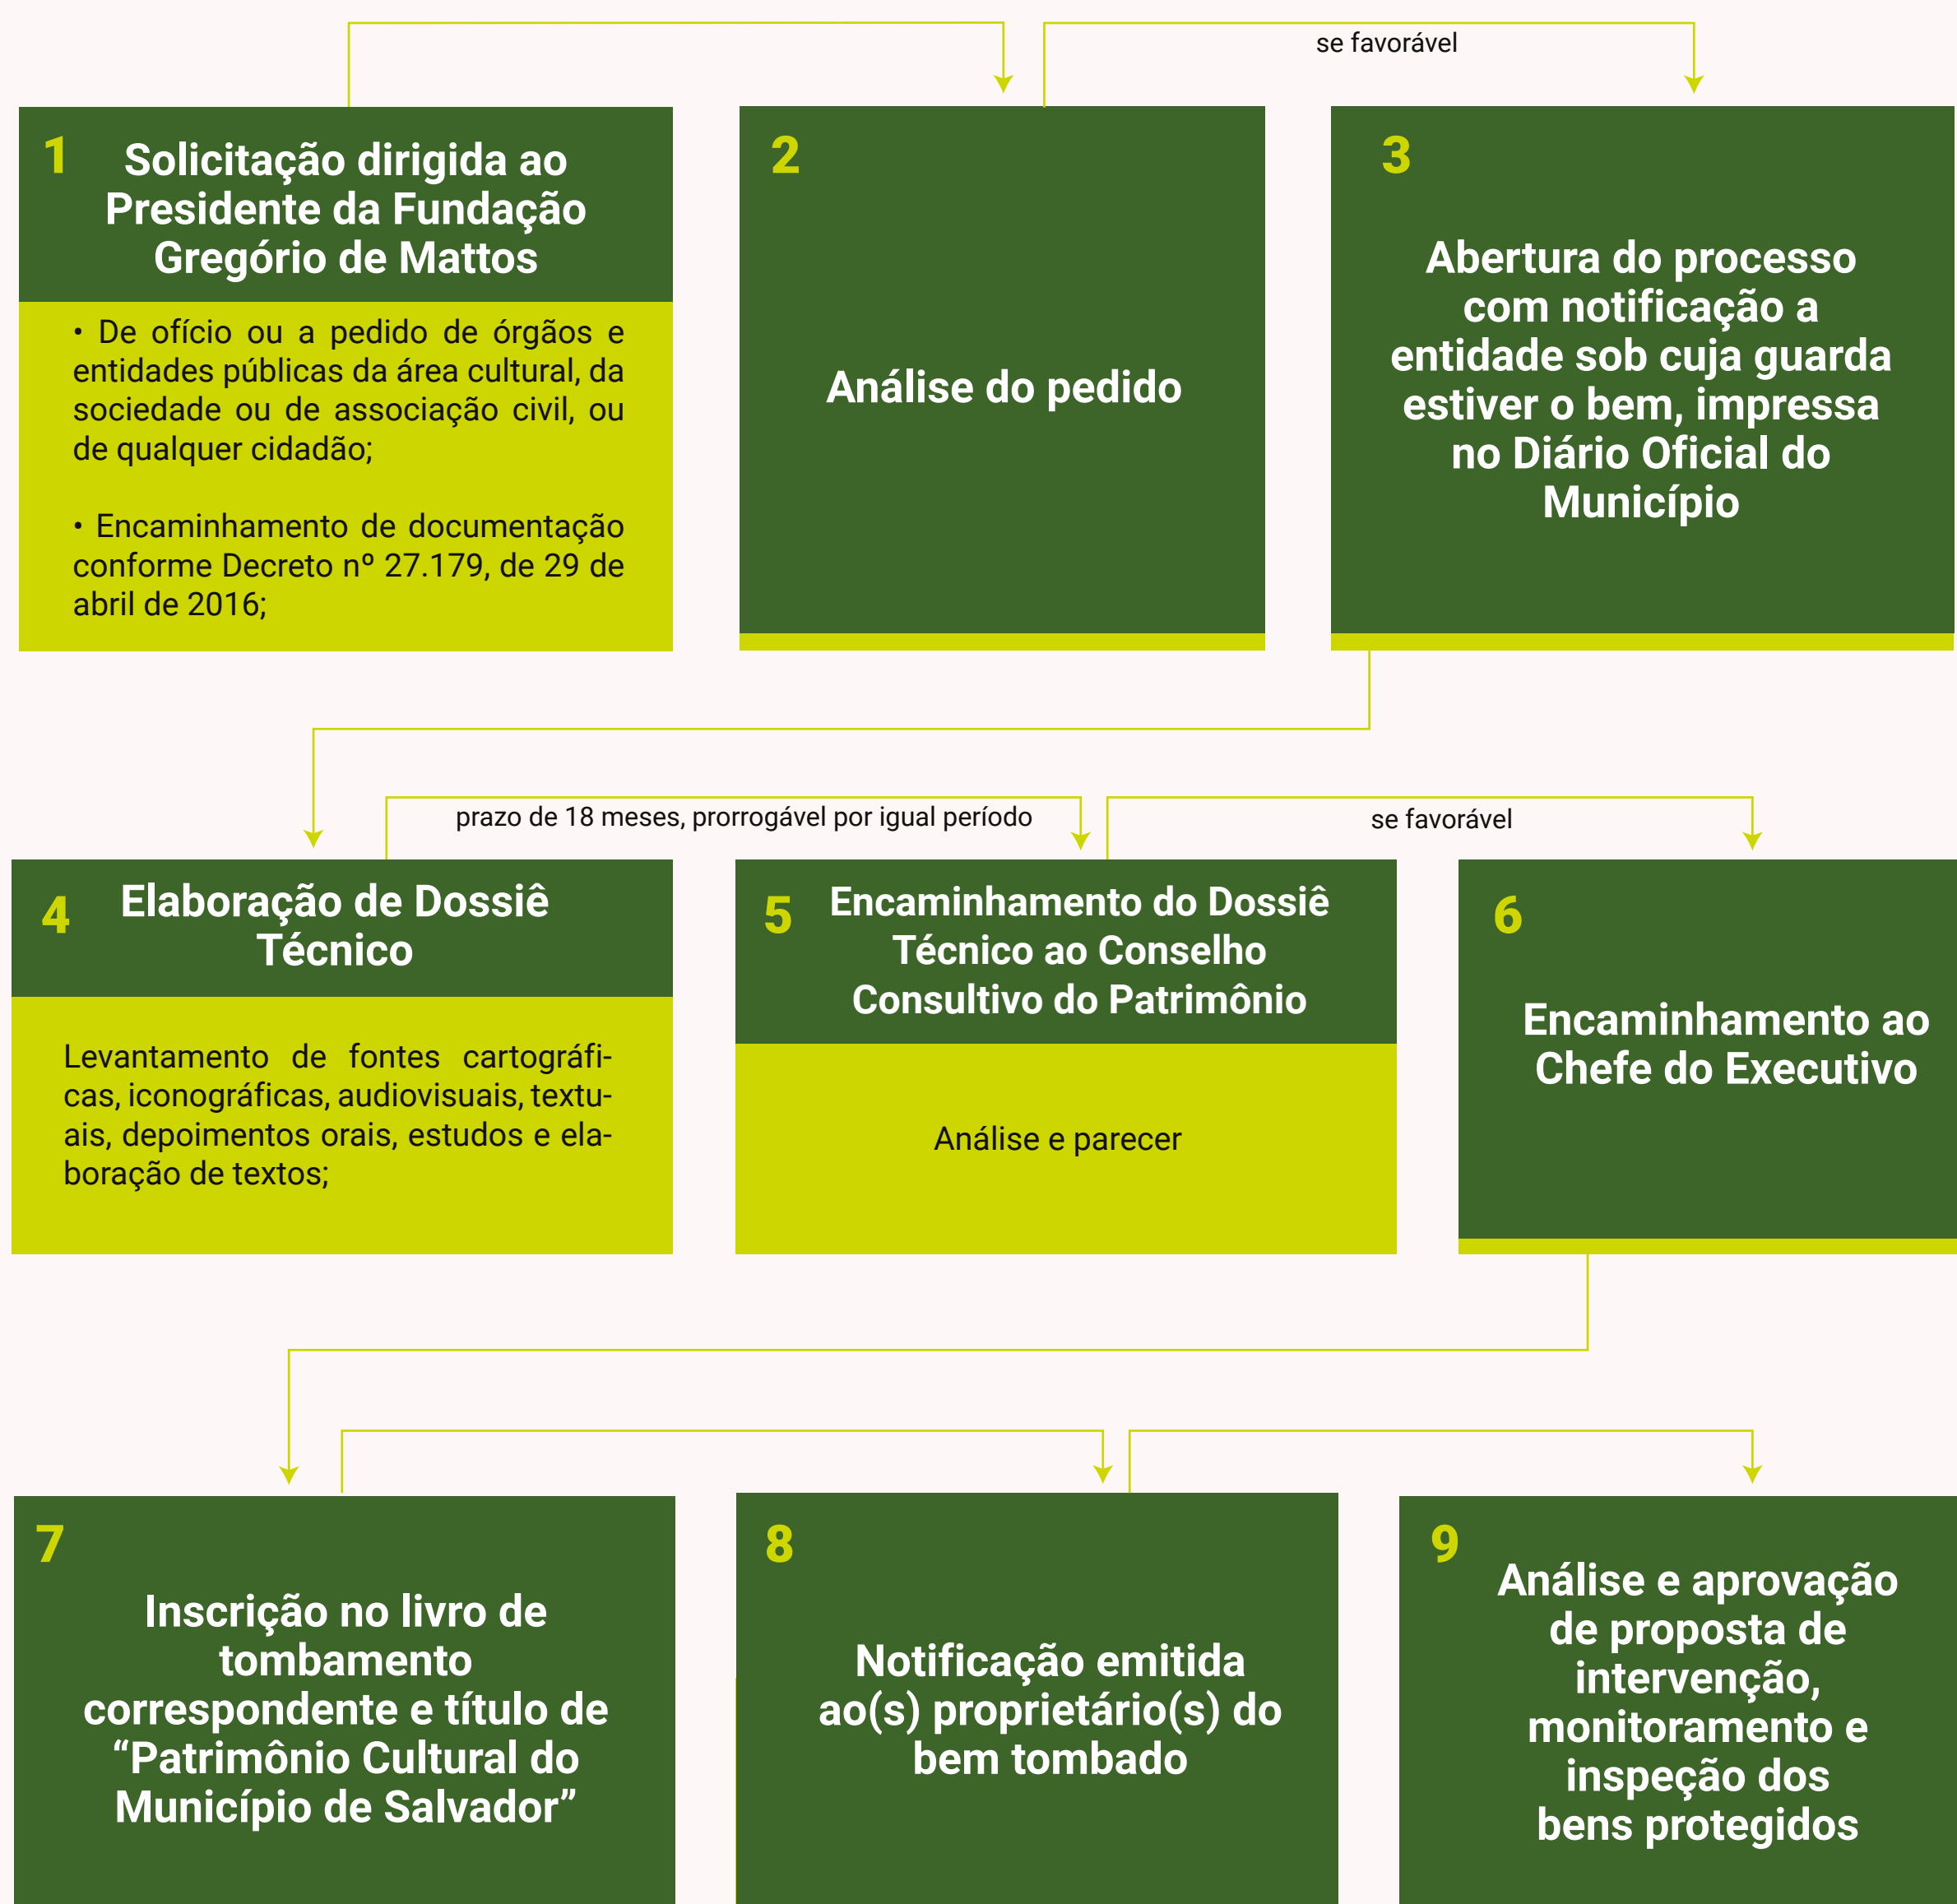 se favorável
1
Solicitação dirigida ao
Presidente da Fundação
Gregório de Mattos
• De ofício ou a pedido de órgãos e
entidades públicas da área cultural, da
sociedade ou de associação civil, ou
de qualquer cidadão;
• Encaminhamento de documentação
conforme Decreto nº 27.179, de 29 de
abril de 2016;
2
Análise do pedido
3
Abertura do processo
com notificação a
entidade sob cuja guarda
estiver o bem, impressa
no Diário Oficial do
Município
prazo de 18 meses, prorrogável por igual período
se favorável
4
Elaboração de Dossiê
Técnico
Levantamento de fontes cartográfi-
cas, iconográficas, audiovisuais, textu-
ais, depoimentos orais, estudos e ela-
boração de textos;
5
Encaminhamento do Dossiê
Técnico ao Conselho
Consultivo do Patrimônio
Análise e parecer
6
Encaminhamento ao
Chefe do Executivo
7
Inscrição no livro de
tombamento
correspondente e título de
“Patrimônio Cultural do
Município de Salvador”
8
Notificação emitida
ao(s) proprietário(s) do
bem tombado
9
Análise e aprovação
de proposta de
intervenção,
monitoramento e
inspeção dos
bens protegidos